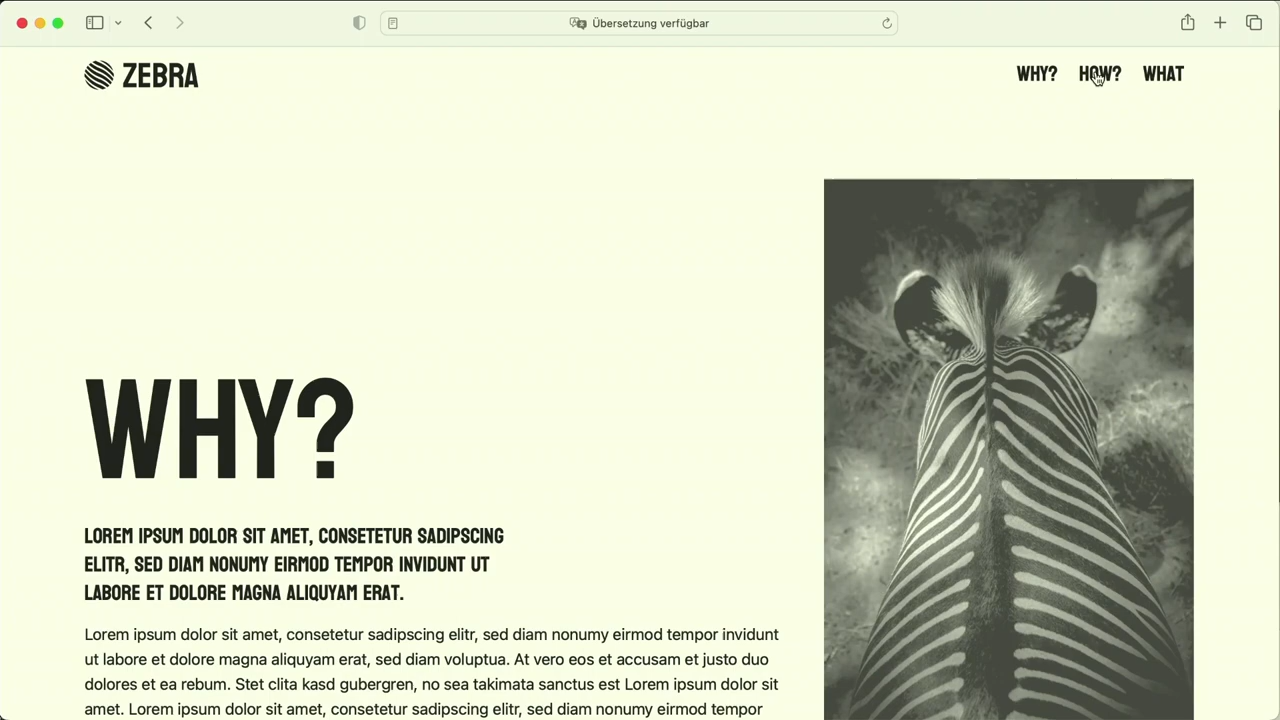 Übersetzung verfügbar
ZEBRA
WHY? HOW? WHAT
WHY?
LOREM IPSUM DOLOR SIT AMET, CONSETETUR SADIPSCING
ELITR, SED DIAM NONUMY EIRMOD TEMPOR INVIDUNT UT
LABORE ET DOLORE MAGNA ALIQUYAM ERAT.
Lorem ipsum dolor sit amet, consetetur sadipscing elitr, sed diam nonumy eirmod tempor invidunt
ut labore et dolore magna aliquyam erat, sed diam voluptua. At vero eos et accusam et justo duo
dolores et ea rebum. Stet clita kasd gubergren, no sea takimata sanctus est Lorem ipsum dolor sit
amet. Lorem ipsum dolor sit amet, consetetur sadipscing elitr, sed diam nonumy eirmod tempor